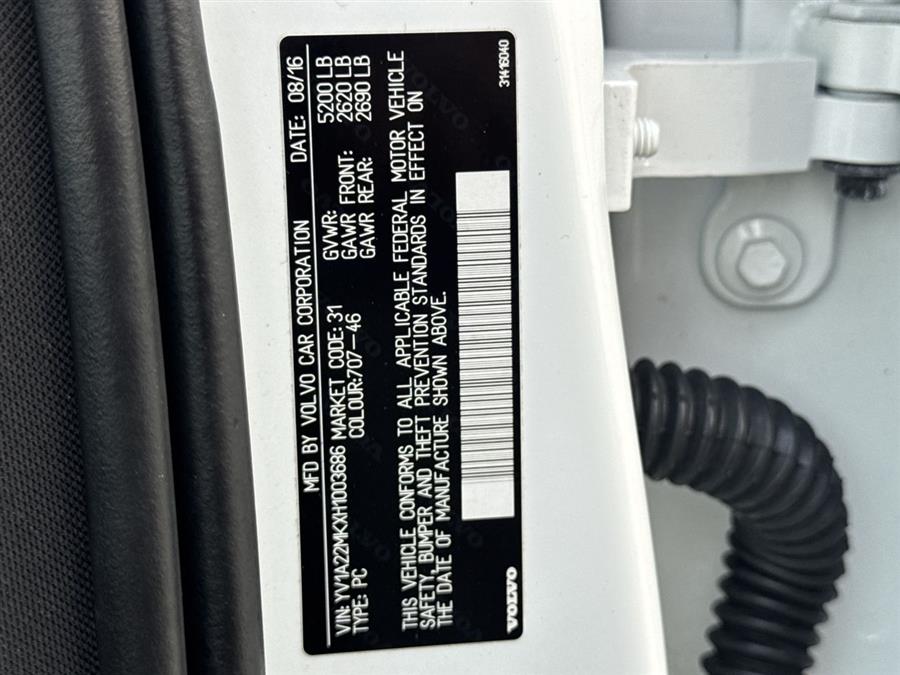 MFD BY VOLVO CAR CORPORATION DATE: 08/16
GVWR: 5200 LB
GAWR FRONT: 2620 LB
VIN: YV1A22MKXH1003686 MARKET CODE: 31 GAWR REAR: 2690 LB
TYPE: PC COLOUR:707-46
THIS VEHICLE CONFORMS TO ALL APPLICABLE FEDERAL MOTOR VEHICLE
SAFETY, BUMPER AND THEFT PREVENTION STANDARDS IN EFFECT ON
THE DATE OF MANUFACTURE SHOWN ABOVE.
VOLVO 31416040